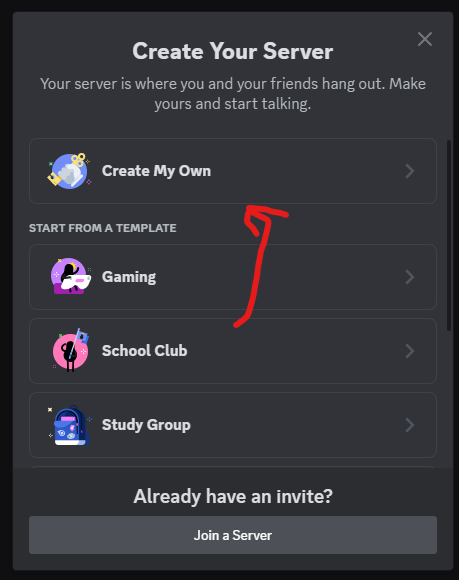 Create Your Server
Your server is where you and your friends hang out. Make
yours and start talking.
Create My Own
START FROM A TEMPLATE
Gaming
School Club
Study Group
Already have an invite?
Join a Server